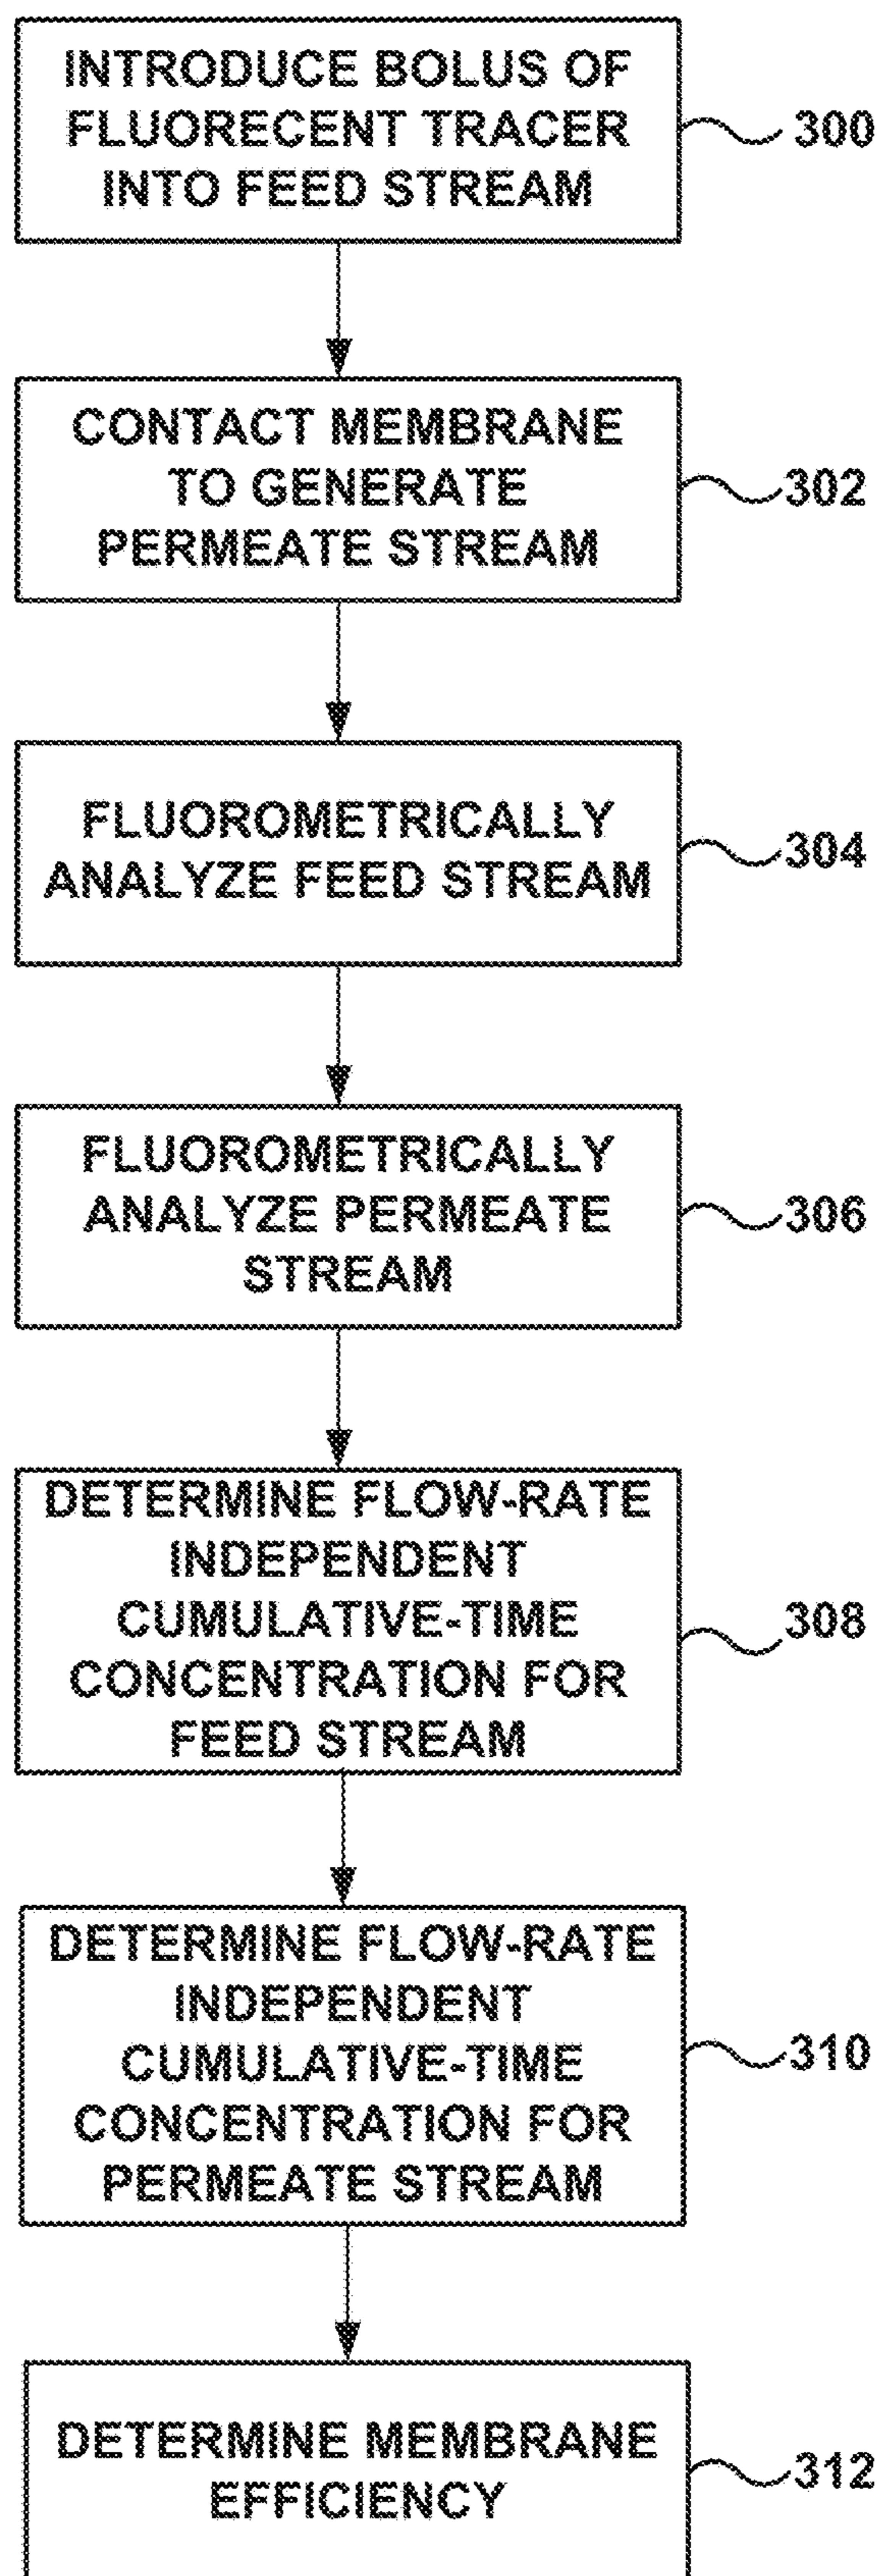 INTRODUCE BOLUS OF
FLUORECENT TRACER
INTO FEED STREAM
300
CONTACT MEMBRANE
TO GENERATE
PERMEATE STREAM
302
FLUOROMETRICALLY
ANALYZE FEED STREAM
304
FLUOROMETRICALLY
ANALYZE PERMEATE
STREAM
306
DETERMINE FLOW-RATE
INDEPENDENT
CUMULATIVE-TIME
CONCENTRATION FOR
FEED STREAM
308
DETERMINE FLOW-RATE
INDEPENDENT
CUMULATIVE-TIME
CONCENTRATION FOR
PERMEATE STREAM
310
DETERMINE MEMBRANE
EFFICIENCY
312